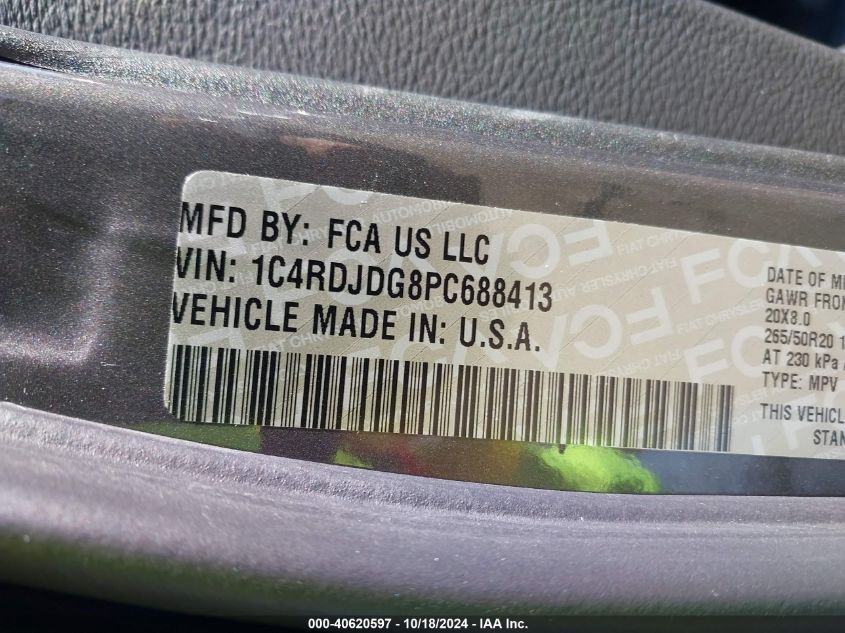 MFD BY: FCA US LLC
VIN: 1C4RDJDG8PC688413
VEHICLE MADE IN: U.S.A.
DATE OF M
GAWR FRON
20X8.0
265/50R20 1
AT 230 kPa
TYPE: MPV
THIS VEHICL
STAN
000-40620597 - 10/18/2024 - IAA Inc.